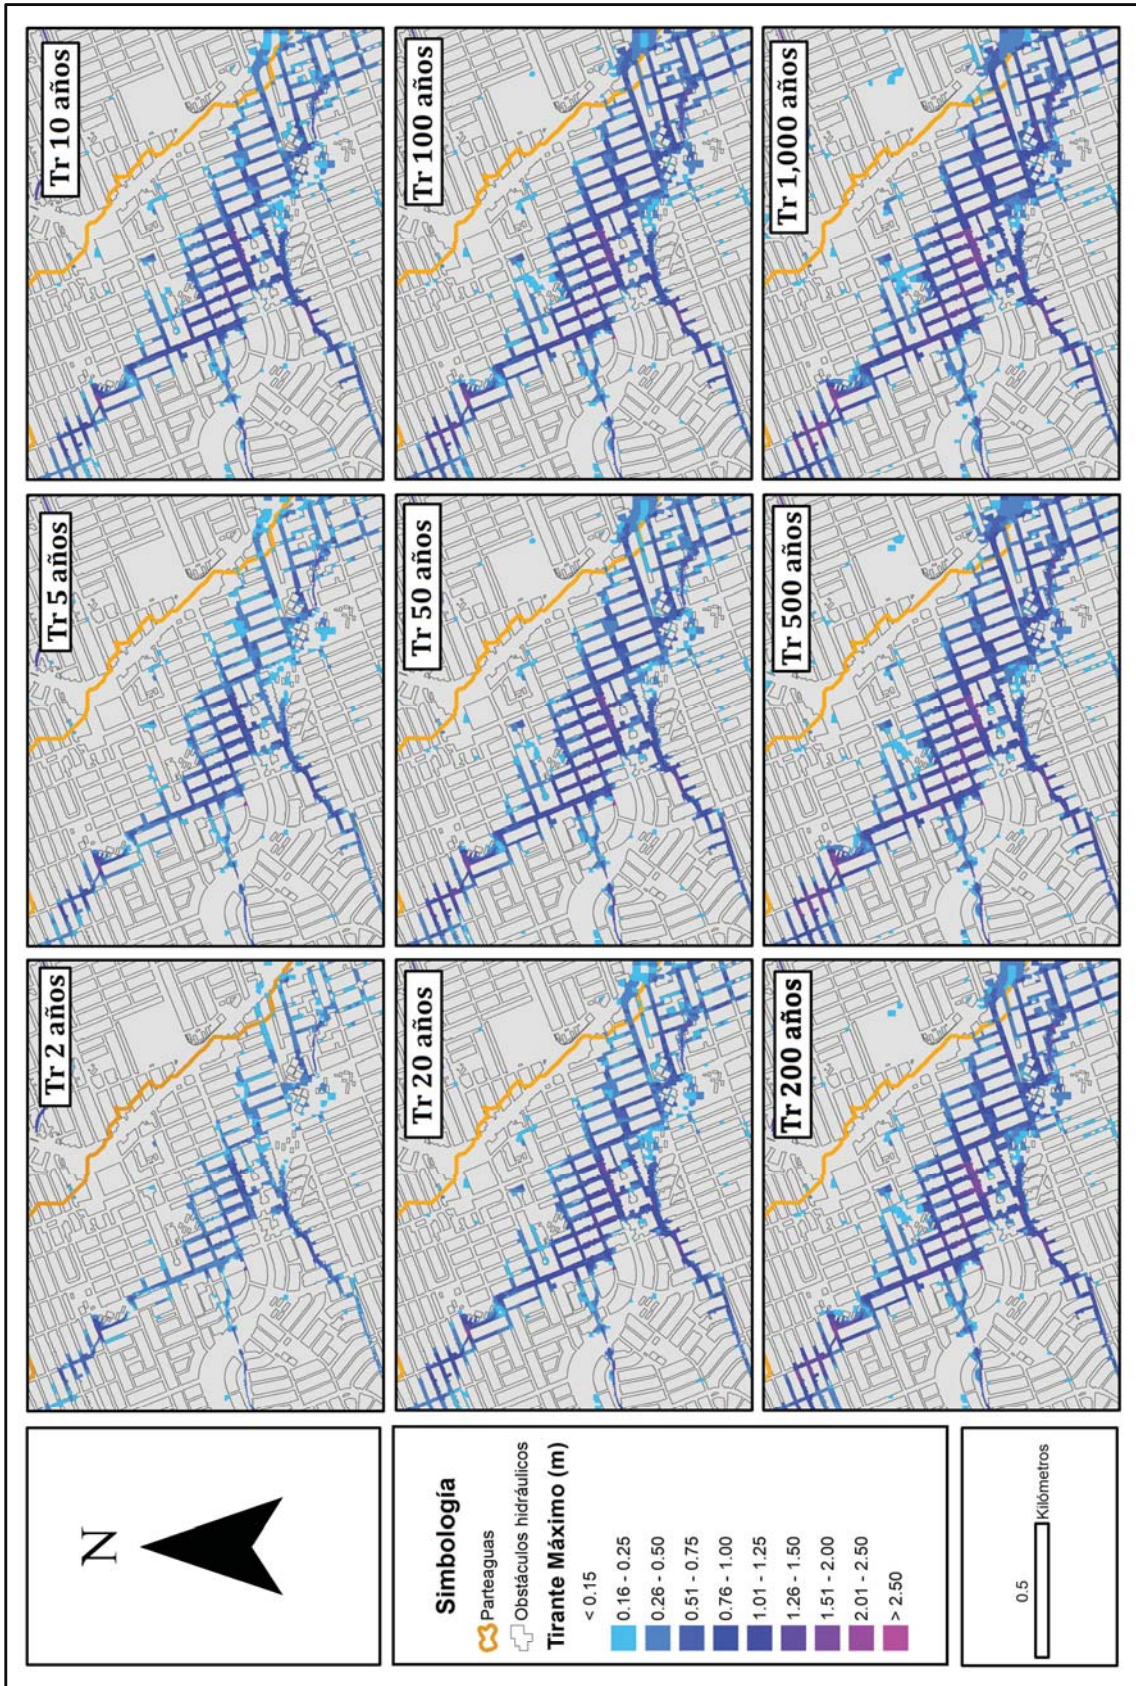 Tr 2 años
Tr 5 años
Tr 10 años
Tr 20 años
Tr 50 años
Tr 100 años
Tr 200 años
Tr 500 años
Tr 1,000 años
N
Simbología
Parteaguas
Obstáculos hidráulicos
Tirante Máximo (m)
< 0.15
0.16 - 0.25
0.26 - 0.50
0.51 - 0.75
0.76 - 1.00
1.01 - 1.25
1.26 - 1.50
1.51 - 2.00
2.01 - 2.50
> 2.50
0.5
Kilómetros